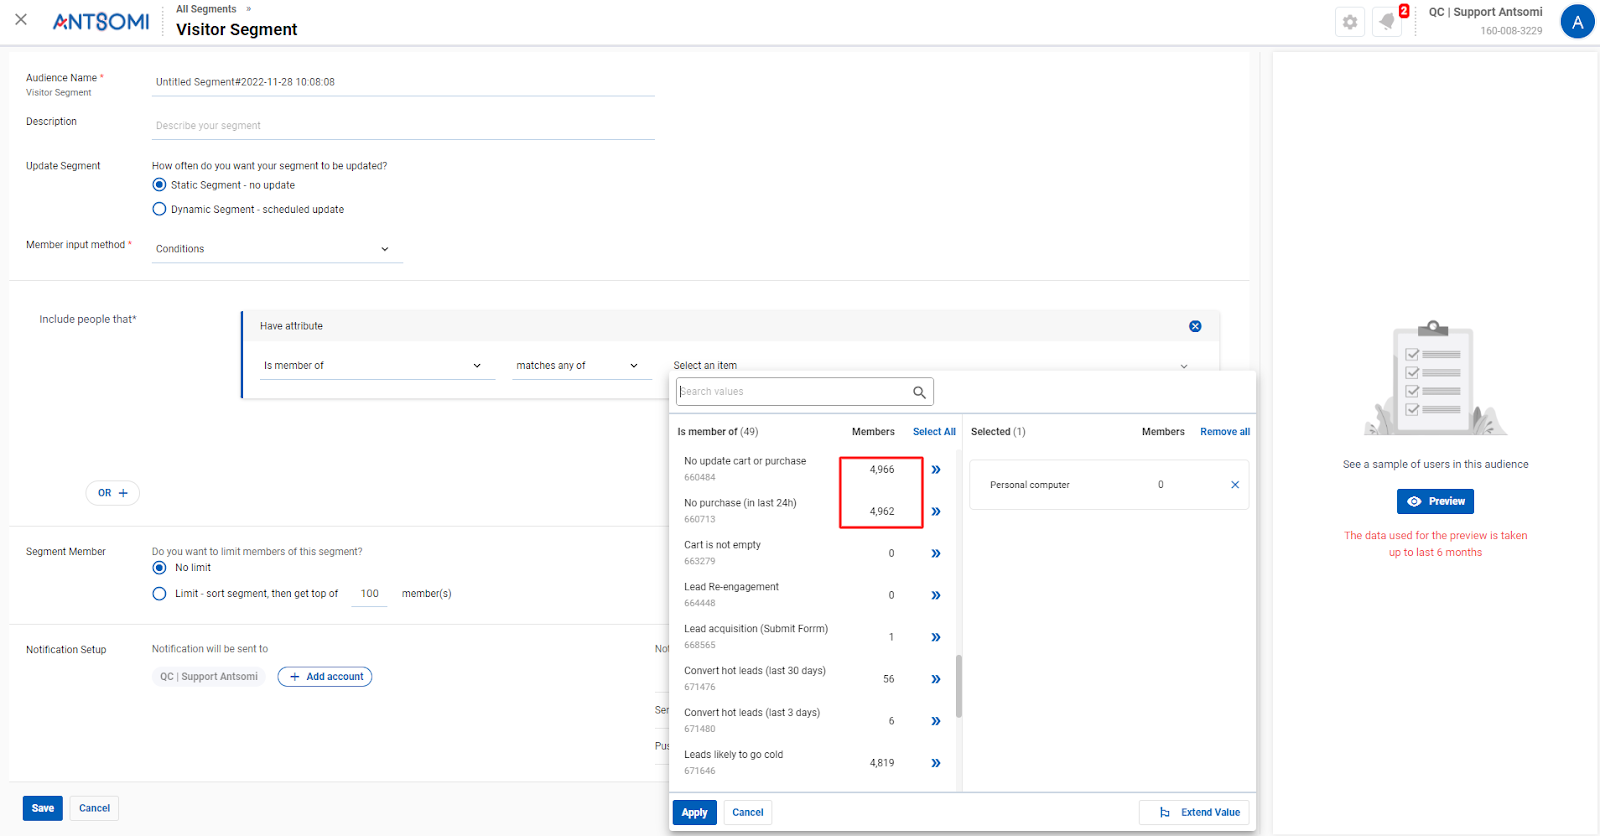 ANTSOMI
All Segments »
Visitor Segment
2
QC | Support Antsomi
160-008-3229
A
Audience Name *
Visitor Segment
Untitled Segment#2022-11-28 10:08:08
Description
Describe your segment
Update Segment
How often do you want your segment to be updated?
Static Segment - no update
Dynamic Segment - scheduled update
Member input method *
Conditions
Include people that*
Have attribute
Is member of
matches any of
Select an item
Search values
Is member of (49)
Members
Select All
No update cart or purchase
660484
4,966
No purchase (in last 24h)
660713
4,962
Cart is not empty
663279
0
Lead Re-engagement
664448
0
Lead acquisition (Submit Forrm)
668565
1
Convert hot leads (last 30 days)
671476
56
Convert hot leads (last 3 days)
671480
6
Leads likely to go cold
671646
4,819
Selected (1)
Members
Remove all
Personal computer
0
Apply
Cancel
Extend Value
OR +
Segment Member
Do you want to limit members of this segment?
No limit
Limit - sort segment, then get top of
100
member(s)
Notification Setup
Notification will be sent to
QC | Support Antsomi
+ Add account
Not
Ser
Pus
Save
Cancel
See a sample of users in this audience
Preview
The data used for the preview is taken
up to last 6 months